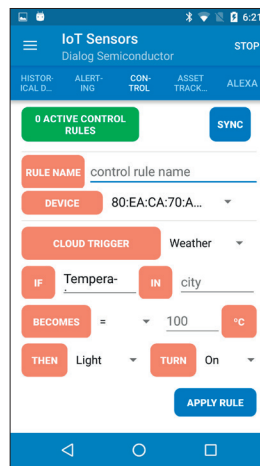 6:21
IoT Sensors
Dialog Semiconductor
STOP
HISTOR-
ICAL D...
ALERT-
ING
CON-
TROL
ASSET
TRACK...
ALEXA
0 ACTIVE CONTROL
RULES
SYNC
RULE NAME control rule name
DEVICE 80:EA:CA:70:A...
CLOUD TRIGGER Weather
IF Tempera- IN city
BECOMES = 100 °C
THEN Light TURN On
APPLY RULE